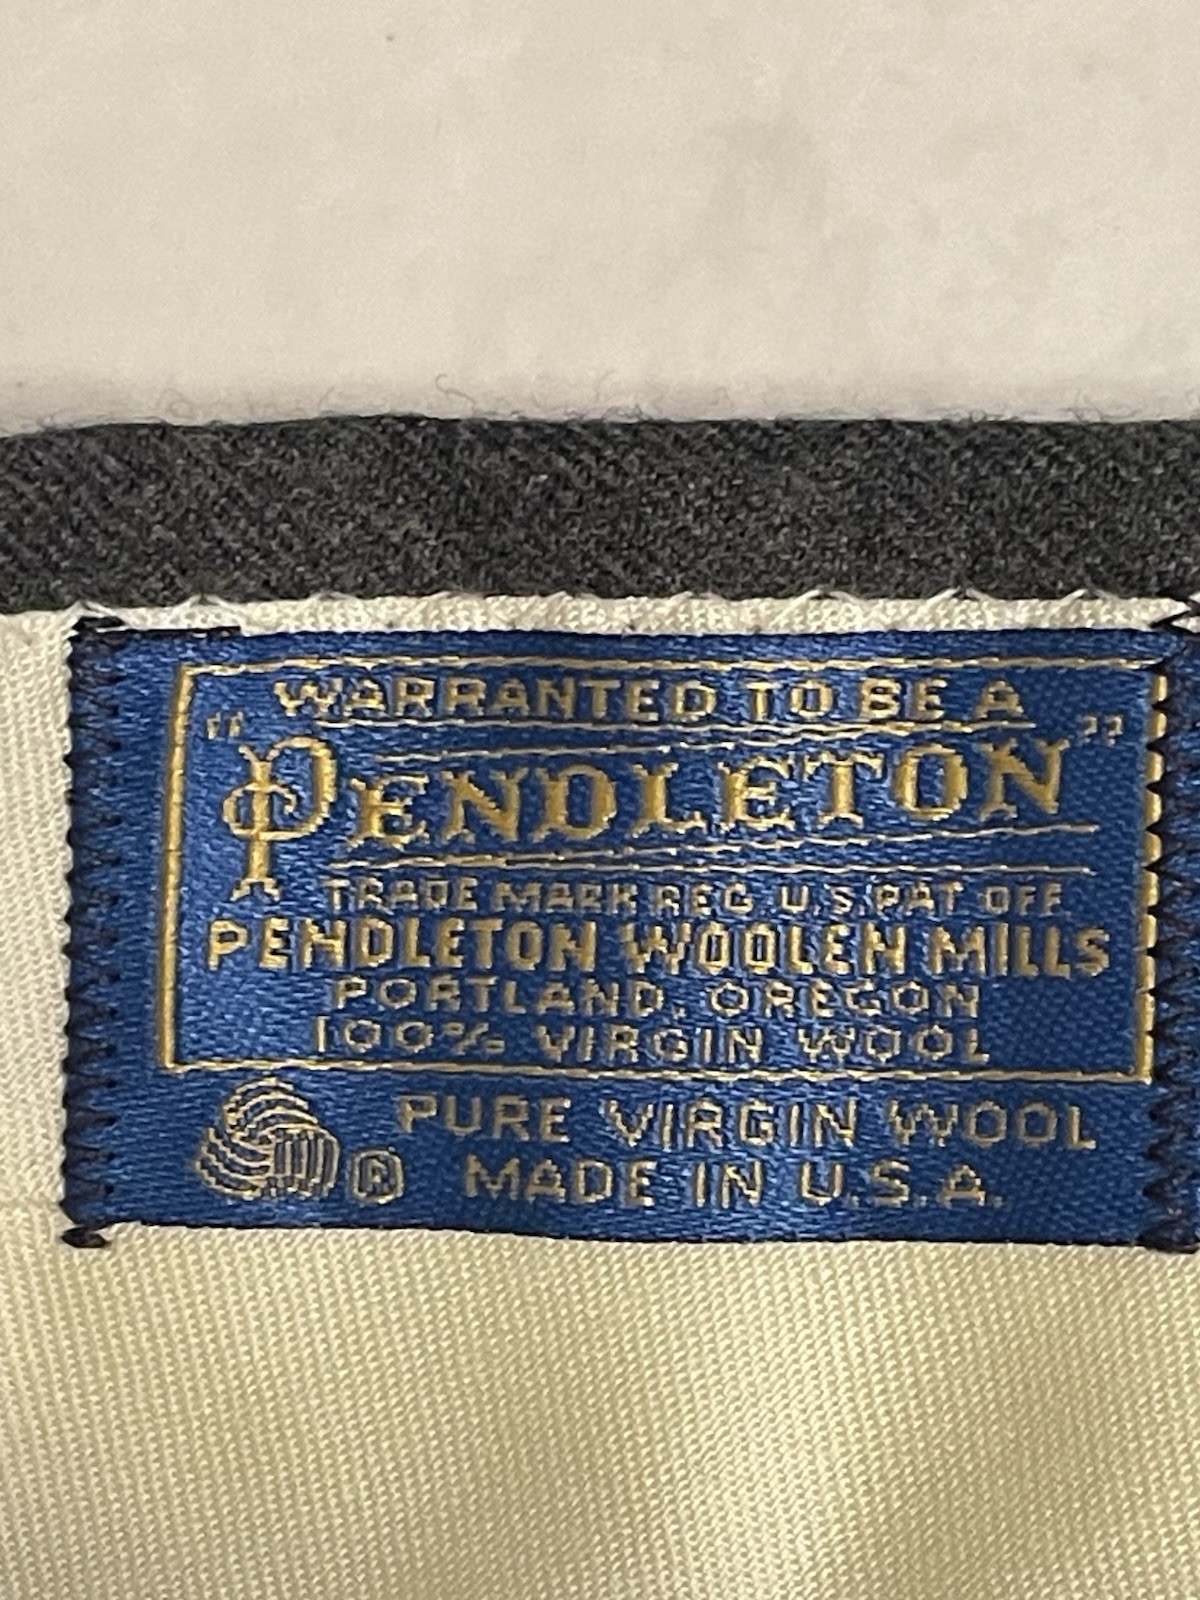 WARRANTED TO BE A
"PENDLETON"
TRADE MARK REG U.S. PAT OFF.
PENDLETON WOOLEN MILLS
PORTLAND, OREGON
100% VIRGIN WOOL
PURE VIRGIN WOOL
® MADE IN U.S.A.